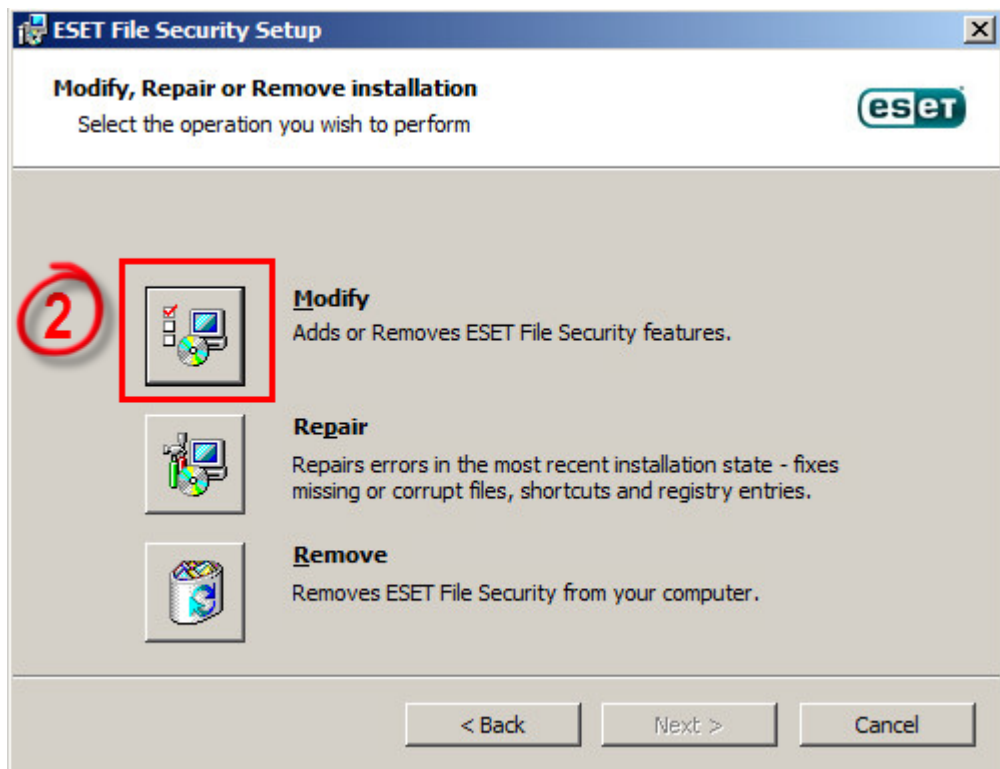 ESET File Security Setup
Modify, Repair or Remove installation
Select the operation you wish to perform
eseT
2
Modify
Adds or Removes ESET File Security features.
Repair
Repairs errors in the most recent installation state - fixes
missing or corrupt files, shortcuts and registry entries.
Remove
Removes ESET File Security from your computer.
< Back
Next >
Cancel